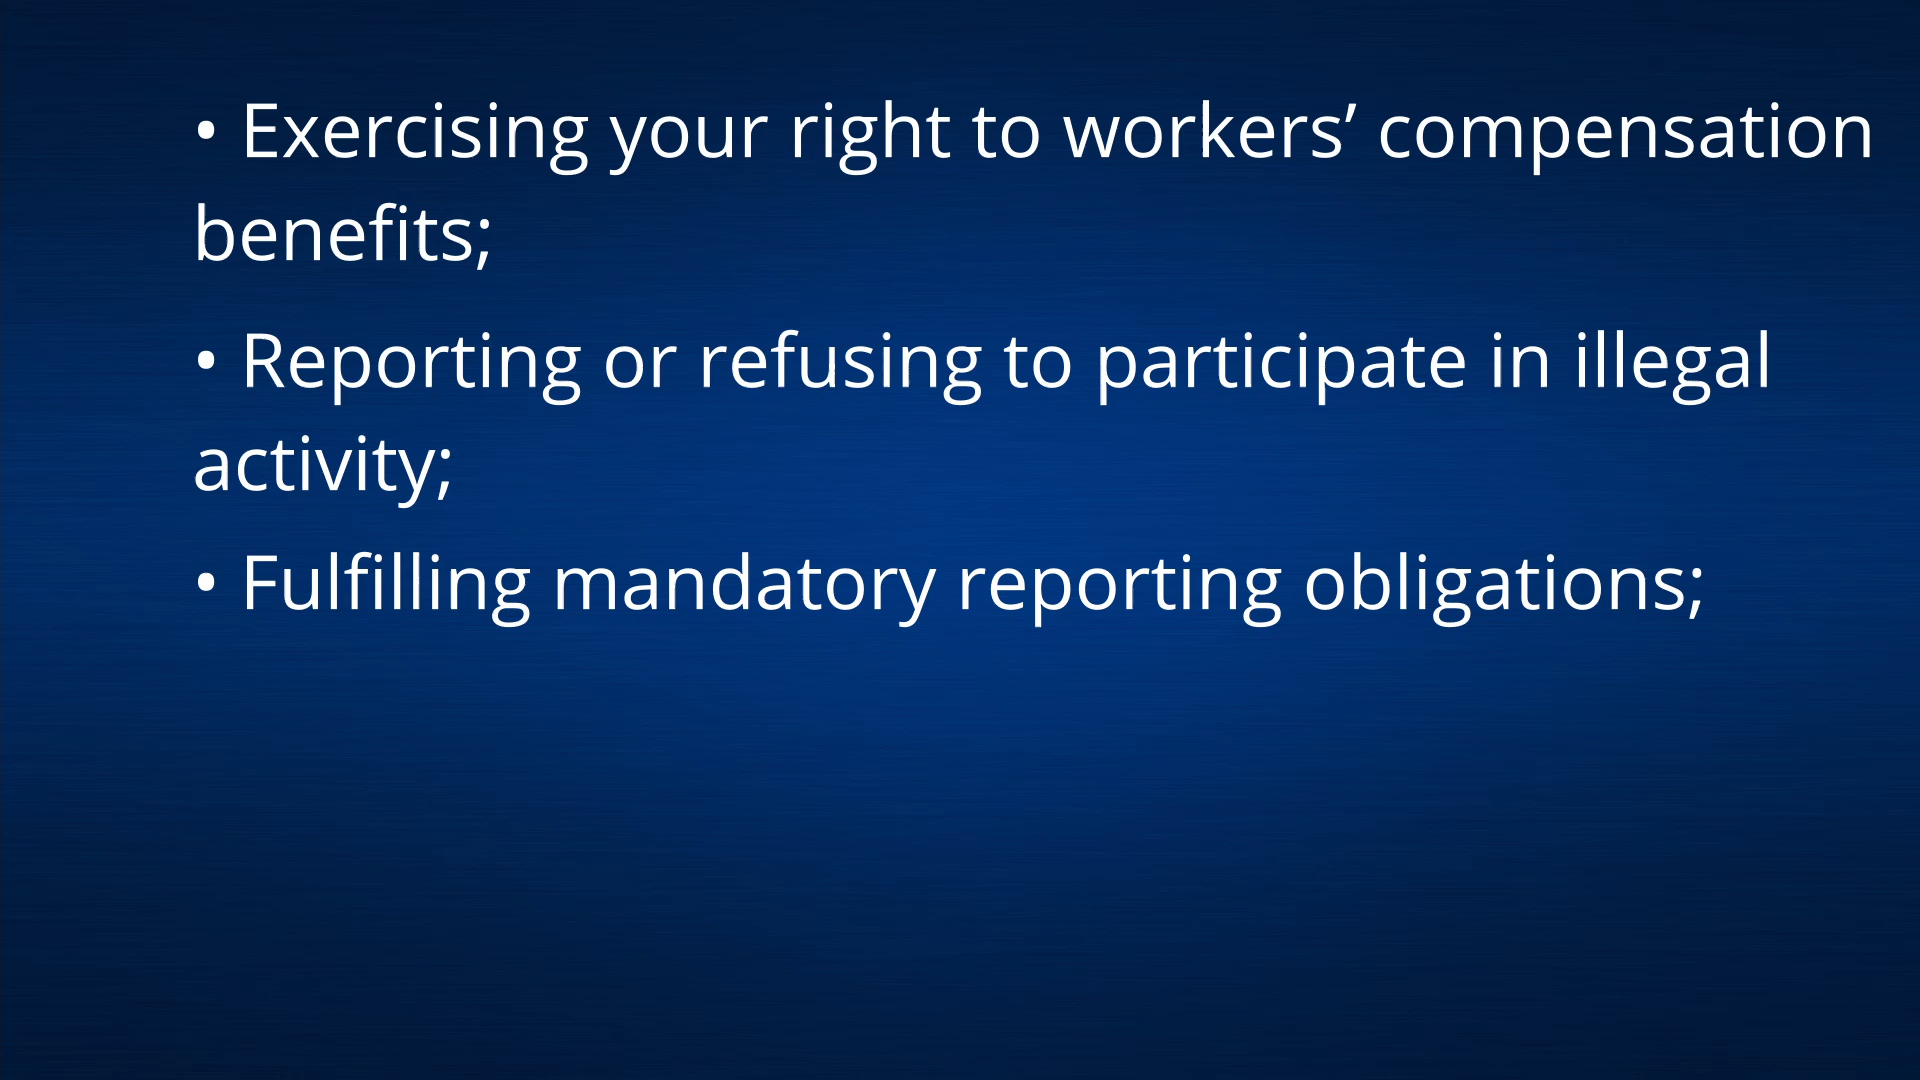 • Exercising your right to workers’ compensation
benefits;
• Reporting or refusing to participate in illegal
activity;
• Fulfilling mandatory reporting obligations;